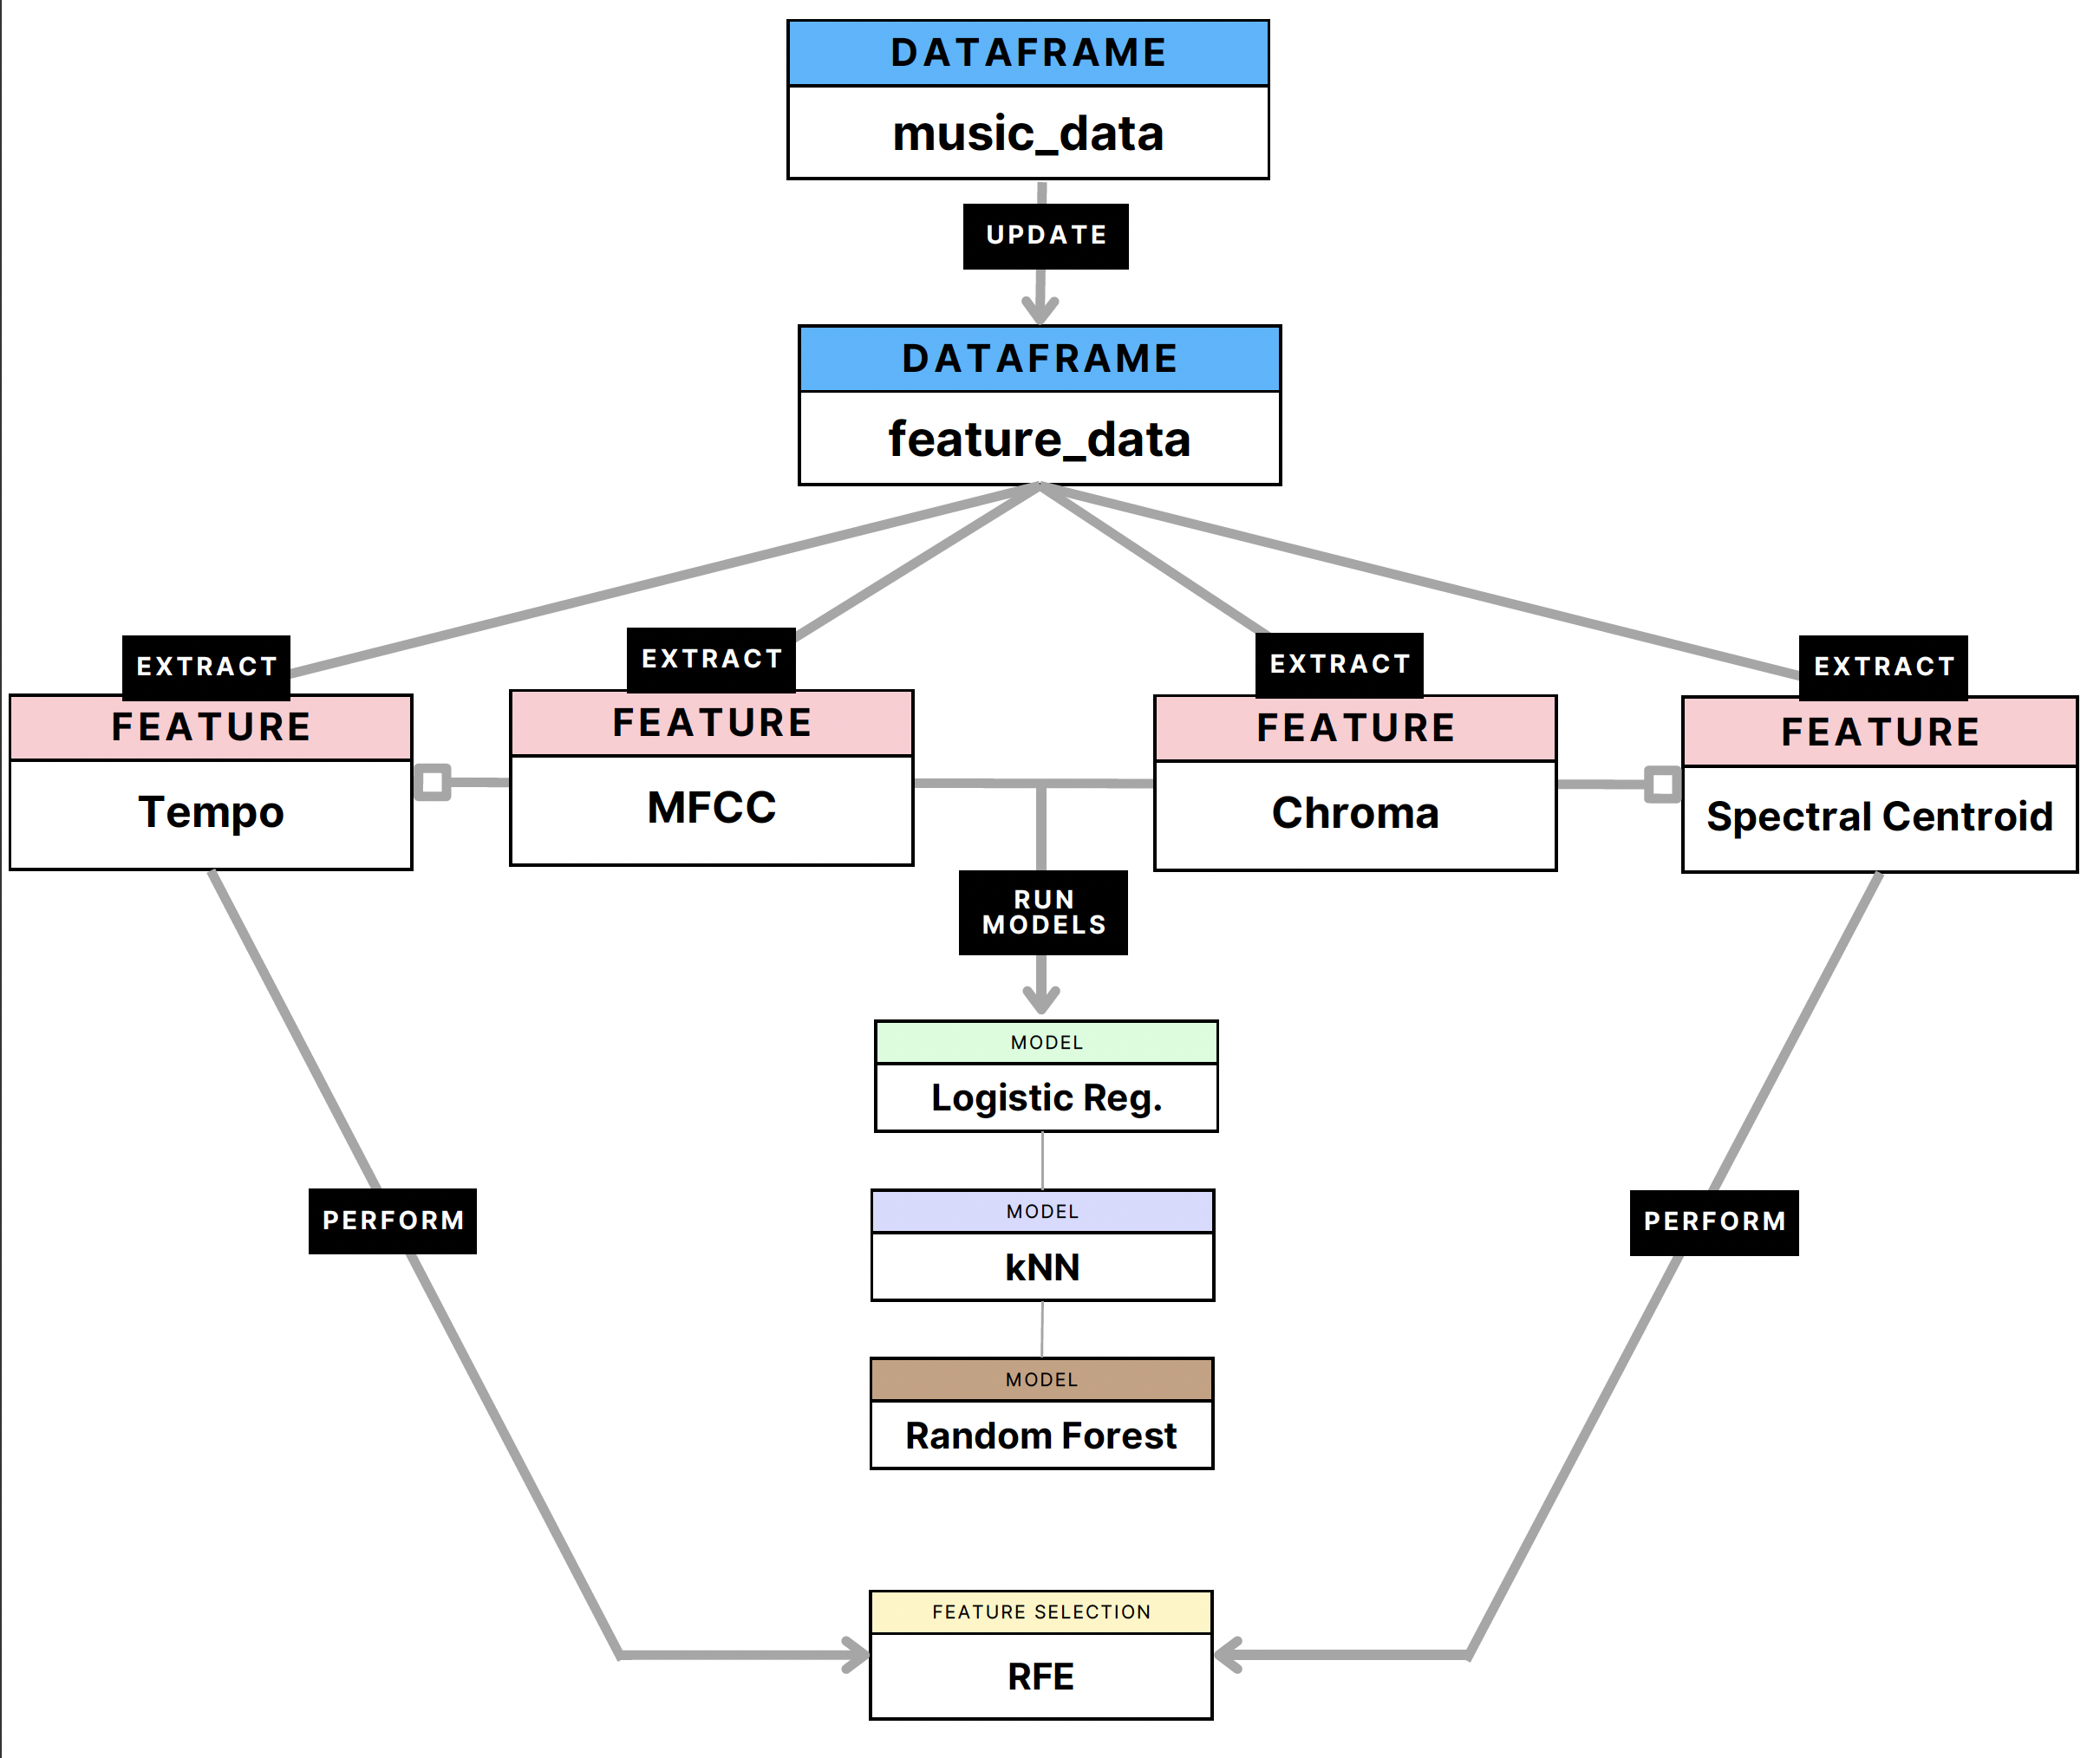 DATAFRAME
music_data
UPDATE
DATAFRAME
feature_data
EXTRACT
EXTRACT
EXTRACT
EXTRACT
FEATURE
Tempo
FEATURE
MFCC
FEATURE
Chroma
FEATURE
Spectral Centroid
RUN
MODELS
MODEL
Logistic Reg.
MODEL
kNN
MODEL
Random Forest
PERFORM
PERFORM
FEATURE SELECTION
RFE